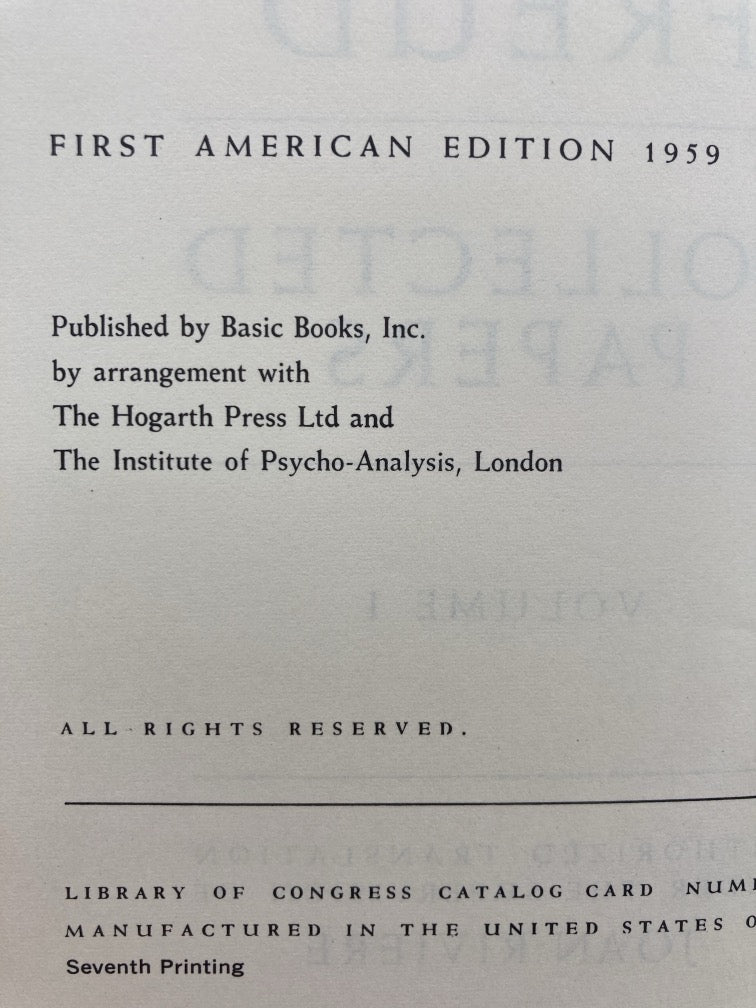 FIRST AMERICAN EDITION 1959
Published by Basic Books, Inc.
by arrangement with
The Hogarth Press Ltd and
The Institute of Psycho-Analysis, London
ALL RIGHTS RESERVED.
LIBRARY OF CONGRESS CATALOG CARD
MANUFACTURED IN THE UNITED STATES
Seventh Printing